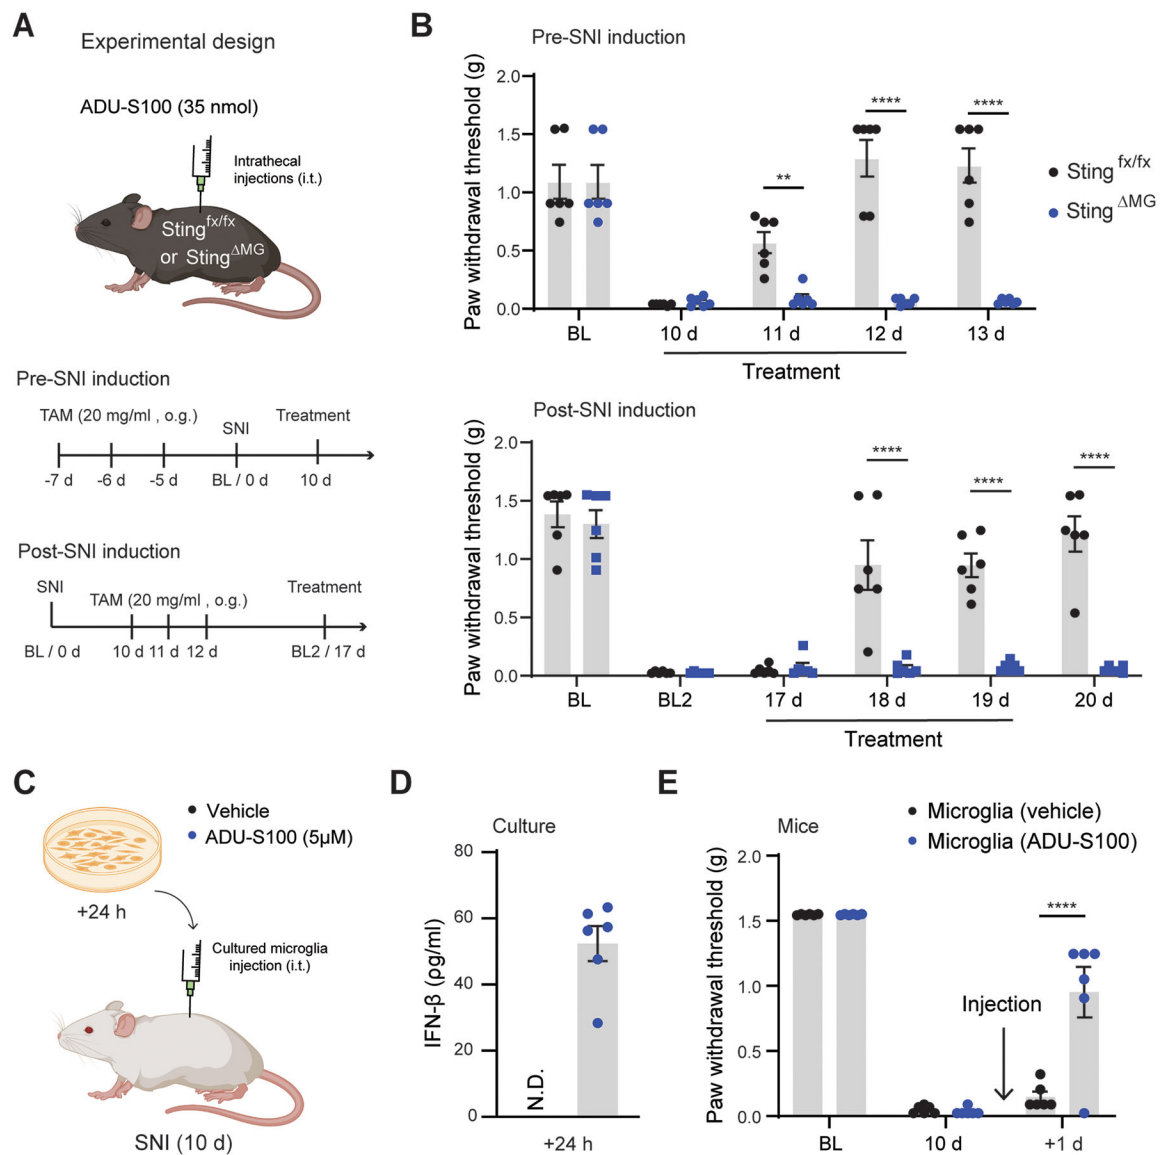 A
Experimental design
ADU-S100 (35 nmol)
Intrathecal
injections (i.t.)
Sting fx/fx
or Sting ΔMG
Pre-SNI induction
TAM (20 mg/ml , o.g.)
SNI
Treatment
-7 d -6 d -5 d BL / 0 d 10 d
Post-SNI induction
SNI
TAM (20 mg/ml , o.g.)
Treatment
BL / 0 d 10 d 11 d 12 d BL2 / 17 d
B
Pre-SNI induction
Paw withdrawal threshold (g)
2.0
1.5
1.0
0.5
0.0
**
****
****
BL 10 d 11 d 12 d 13 d
Treatment
Sting fx/fx
Sting ΔMG
Post-SNI induction
Paw withdrawal threshold (g)
2.0
1.5
1.0
0.5
0.0
****
****
****
BL BL2 17 d 18 d 19 d 20 d
Treatment
C
Vehicle
ADU-S100 (5µM)
+24 h
Cultured microglia
injection (i.t.)
SNI (10 d)
D
Culture
IFN-β (ρg/ml)
80
60
40
20
0
N.D.
+24 h
E
Mice
Microglia (vehicle)
Microglia (ADU-S100)
Paw withdrawal threshold (g)
2.0
1.5
1.0
0.5
0.0
****
Injection
BL 10 d +1 d